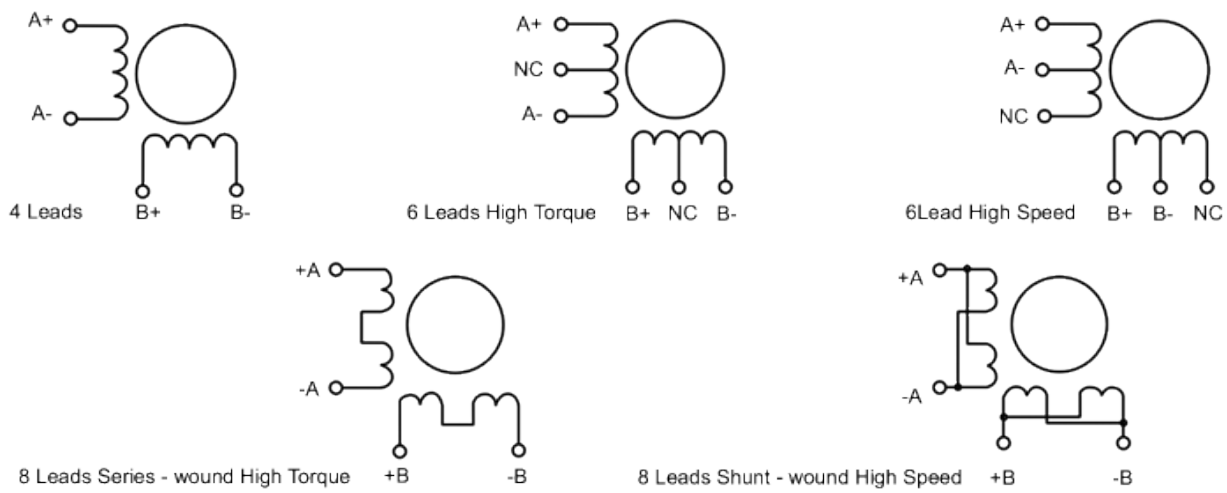 A+
A-
4 Leads B+ B-
A+
NC
A-
6 Leads High Torque B+ NC B-
A+
A-
NC
6Lead High Speed B+ B- NC
+A
-A
8 Leads Series - wound High Torque +B -B
+A
-A
8 Leads Shunt - wound High Speed +B -B